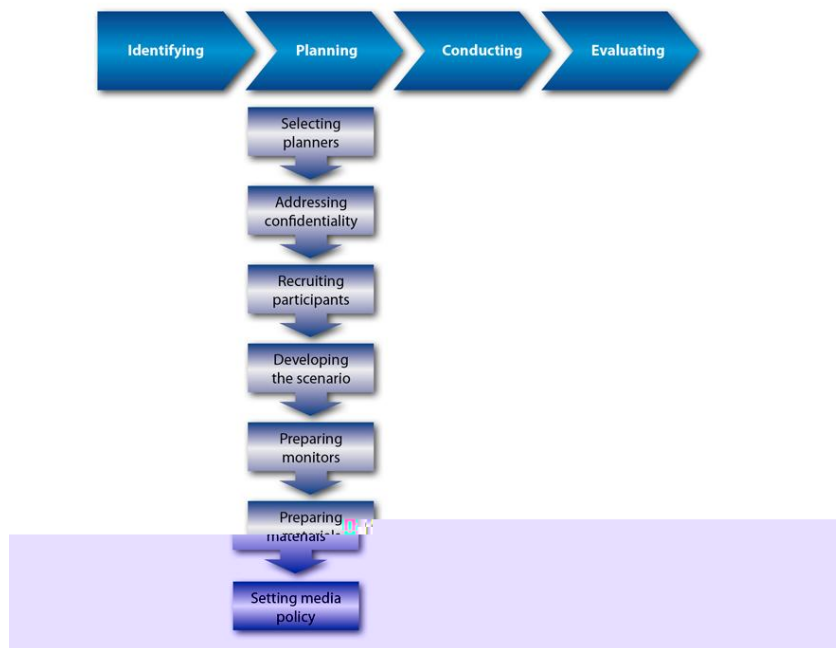 Identifying
Planning
Conducting
Evaluating
Selecting
planners
Addressing
confidentiality
Recruiting
participants
Developing
the scenario
Preparing
monitors
Preparing
materials
Setting media
policy